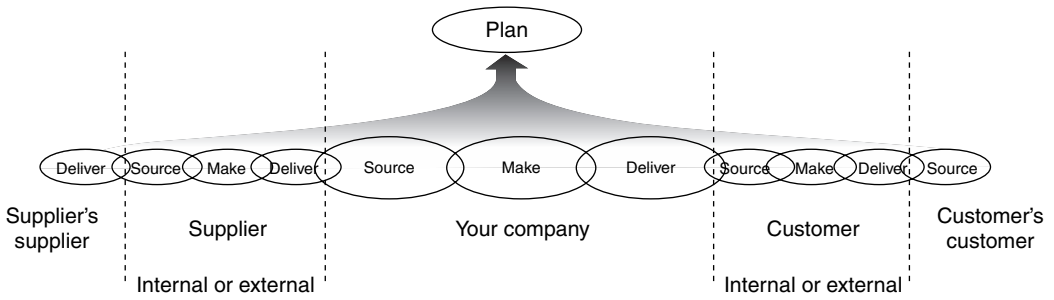 Plan
Deliver Source Make Deliver Source Make Deliver Source Make Deliver Source
Supplier's
supplier
Supplier
Your company
Customer
Customer's
customer
Internal or external
Internal or external